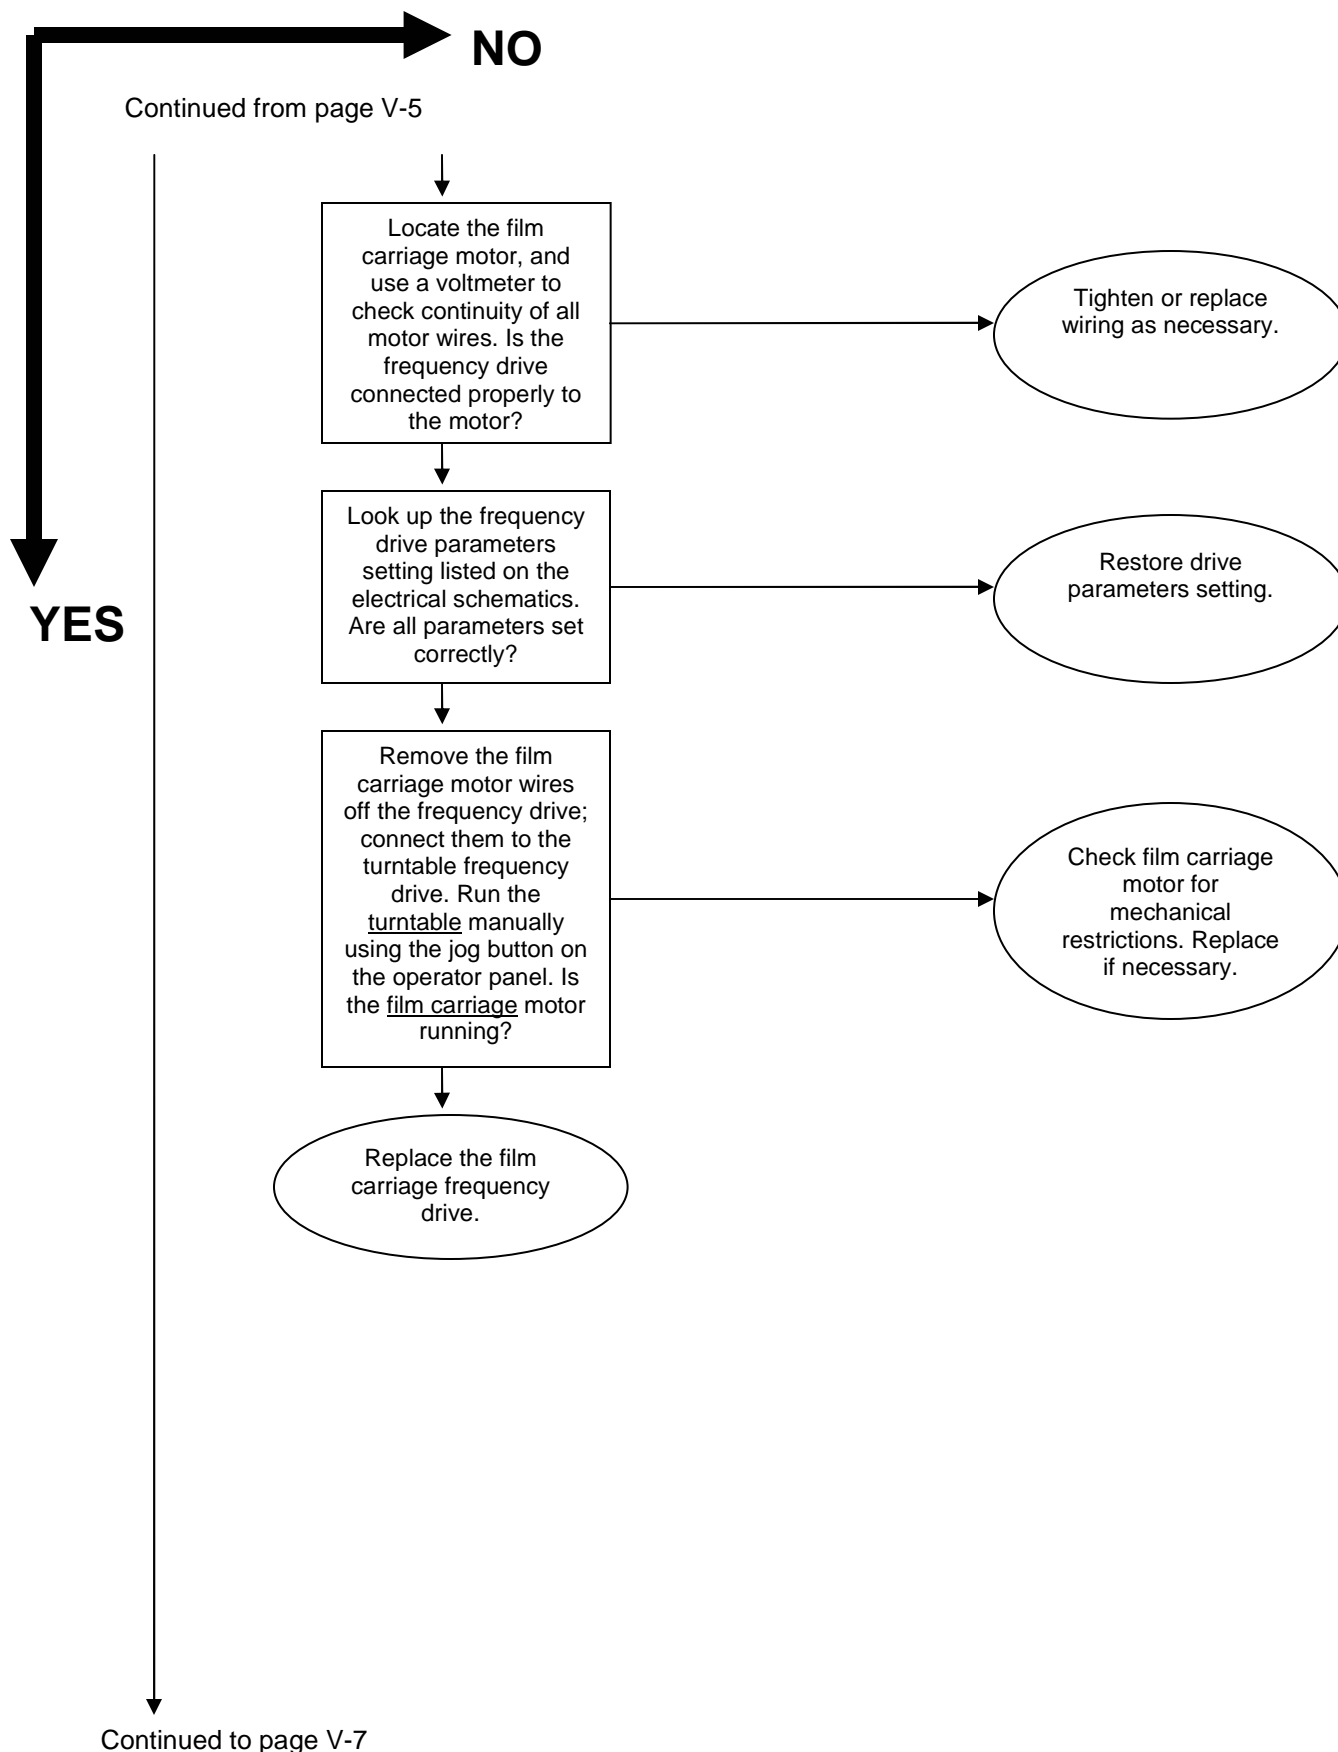 NO
Continued from page V-5
Locate the film
carriage motor, and
use a voltmeter to
check continuity of all
motor wires. Is the
frequency drive
connected properly to
the motor?
Tighten or replace
wiring as necessary.
Look up the frequency
drive parameters
setting listed on the
electrical schematics.
Are all parameters set
correctly?
Restore drive
parameters setting.
YES
Remove the film
carriage motor wires
off the frequency drive;
connect them to the
turntable frequency
drive. Run the
turntable manually
using the jog button on
the operator panel. Is
the film carriage motor
running?
Check film carriage
motor for
mechanical
restrictions. Replace
if necessary.
Replace the film
carriage frequency
drive.
Continued to page V-7